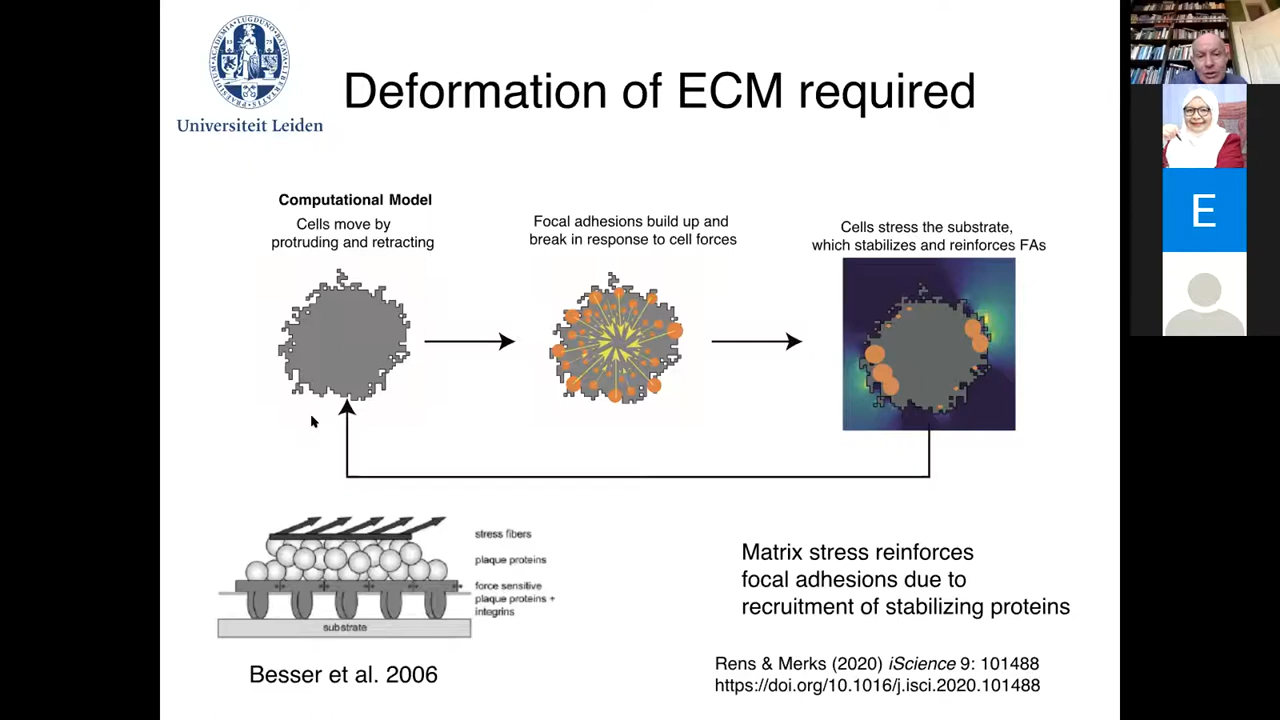 Universiteit Leiden
Deformation of ECM required
Computational Model
Cells move by
protruding and retracting
Focal adhesions build up and
break in response to cell forces
Cells stress the substrate,
which stabilizes and reinforces FAs
stress fibers
plaque proteins
force sensitive
plaque proteins +
integrins
substrate
Besser et al. 2006
Matrix stress reinforces
focal adhesions due to
recruitment of stabilizing proteins
Rens & Merks (2020) iScience 9: 101488
https://doi.org/10.1016/j.isci.2020.101488
E